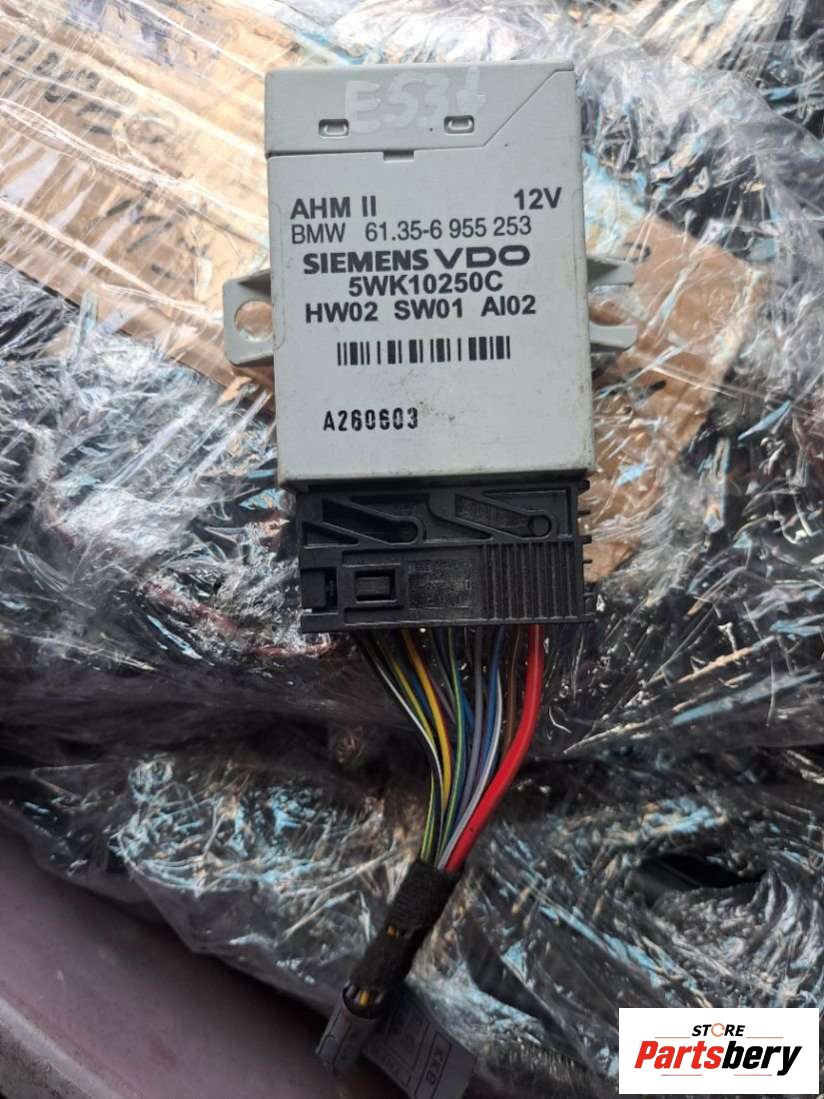 E53
AHM II 12V
BMW 61.35-6 955 253
SIEMENS VDO
5WK10250C
HW02 SW01 AI02
A260603
STORE
Partsbery